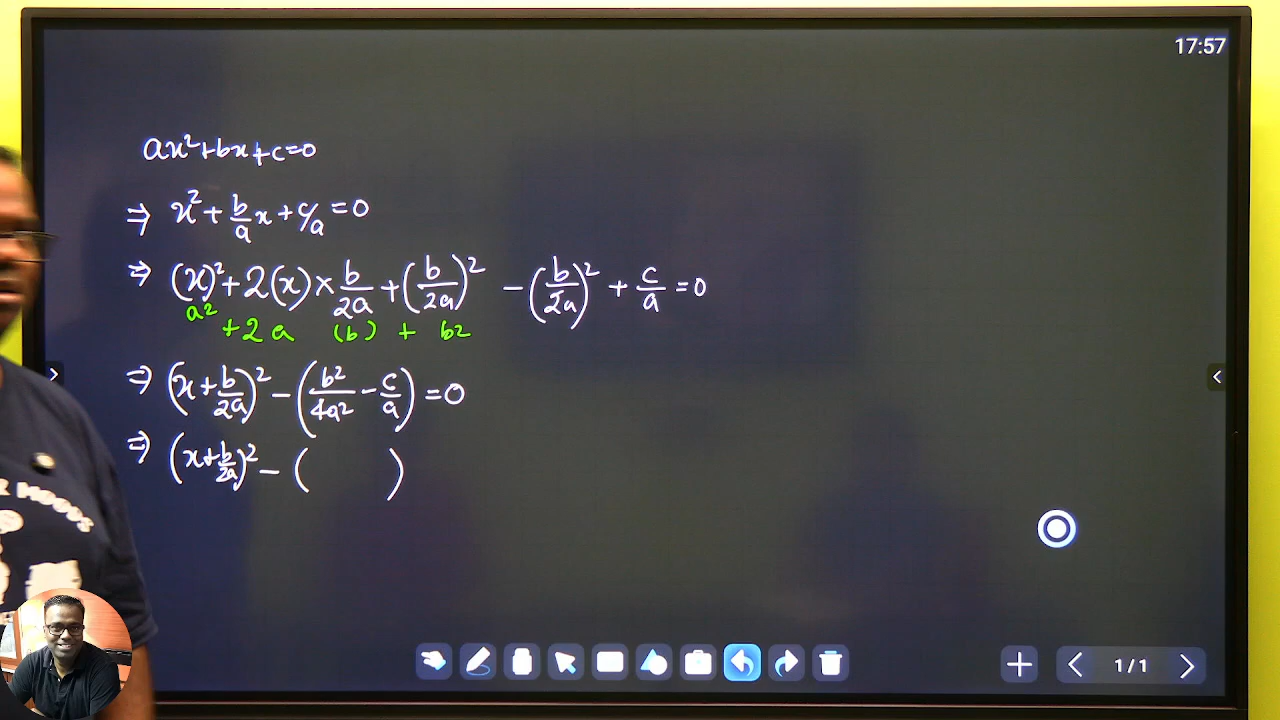 17:57
ax²+bx+c=0
⇒ x²+b/a x+c/a=0
⇒ (x)²+2(x)×b/2a+(b/2a)² -(b/2a)²+c/a=0
a2 +2a (b) + b2
⇒ (x+b/2a)²-(b2/4a2-c/a)=0
⇒ (x+b/2a)²-( )
1/1